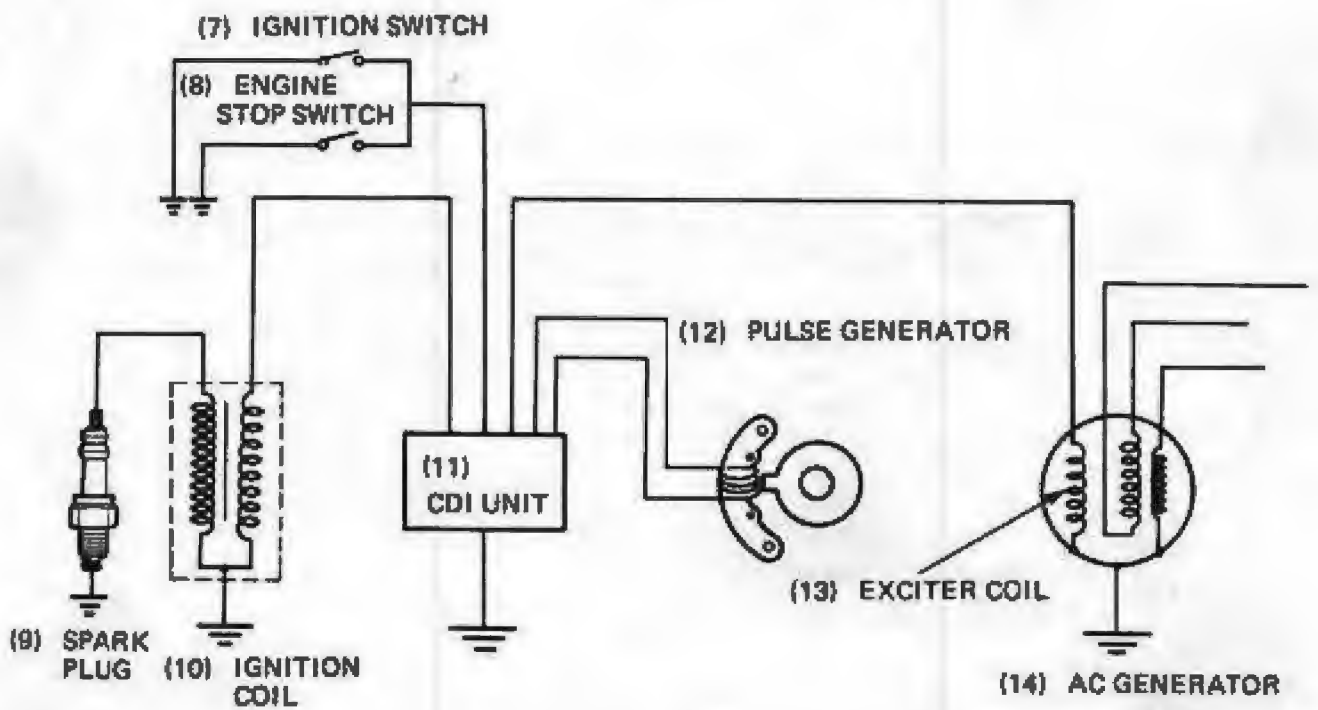 (7) IGNITION SWITCH
(8) ENGINE
STOP SWITCH
(12) PULSE GENERATOR
(11)
CDI UNIT
(13) EXCITER COIL
(9) SPARK
PLUG
(10) IGNITION
COIL
(14) AC GENERATOR